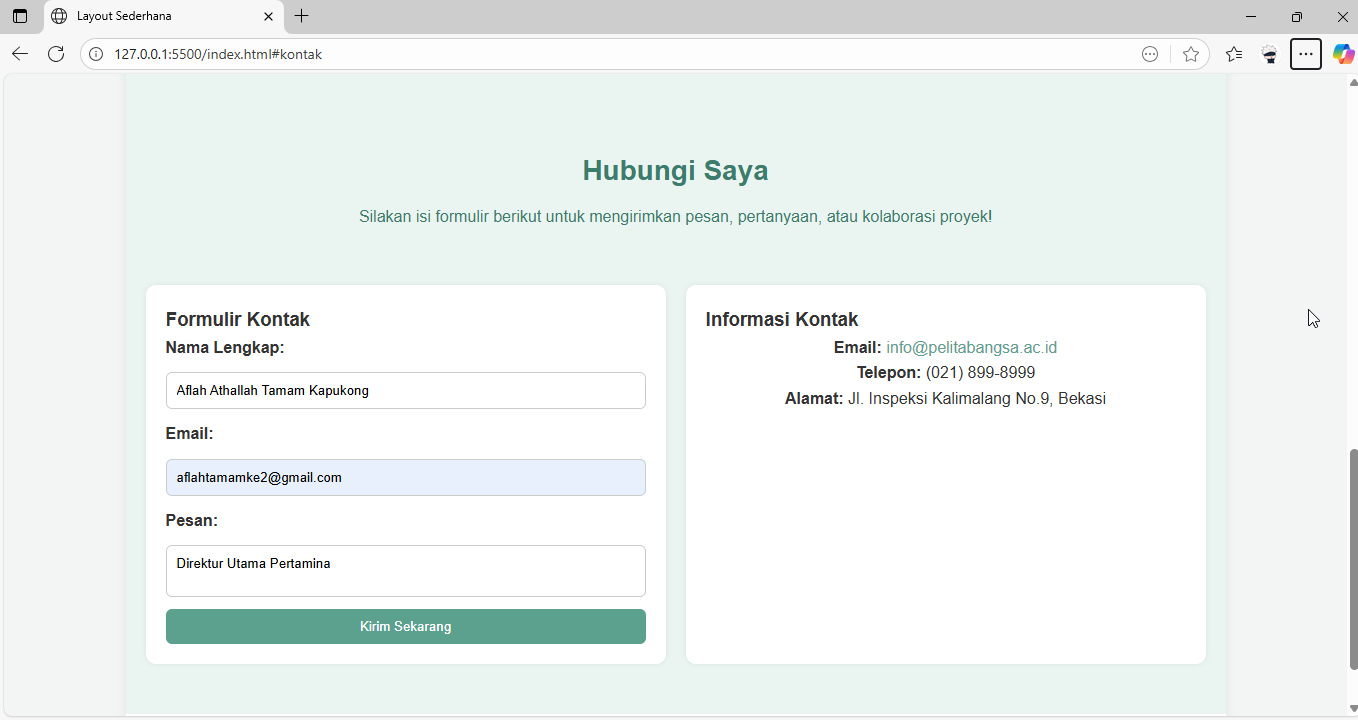 Layout Sederhana
127.0.0.1:5500/index.html#kontak
Hubungi Saya
Silakan isi formulir berikut untuk mengirimkan pesan, pertanyaan, atau kolaborasi proyek!
Formulir Kontak
Nama Lengkap:
Aflah Athallah Tamam Kapukong
Email:
aflahtamamke2@gmail.com
Pesan:
Direktur Utama Pertamina
Kirim Sekarang
Informasi Kontak
Email: info@pelitabangsa.ac.id
Telepon: (021) 899-8999
Alamat: Jl. Inspeksi Kalimalang No.9, Bekasi